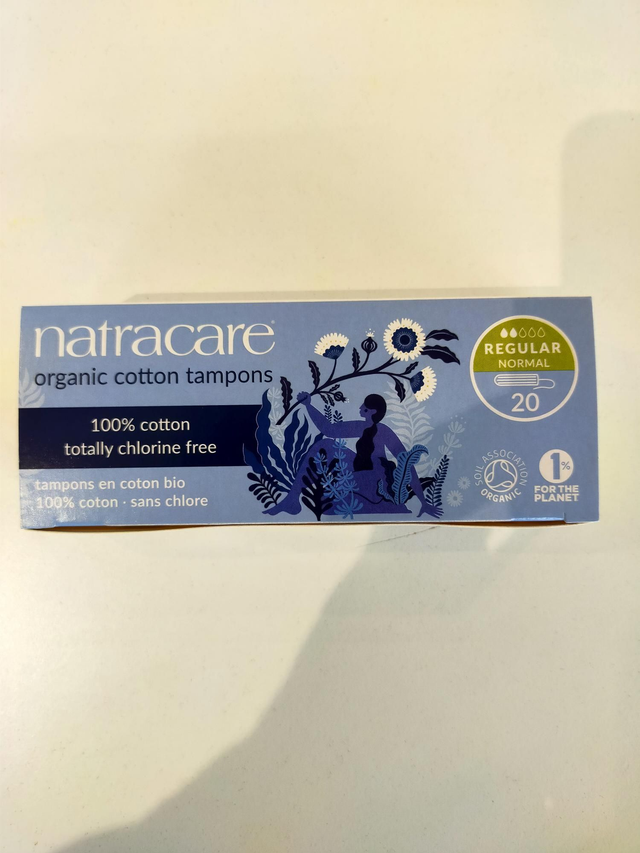 natracare®
organic cotton tampons
100% cotton
totally chlorine free
tampons en coton bio
100% coton · sans chlore
REGULAR
NORMAL
20
SOIL ASSOCIATION
ORGANIC
1%
FOR THE
PLANET